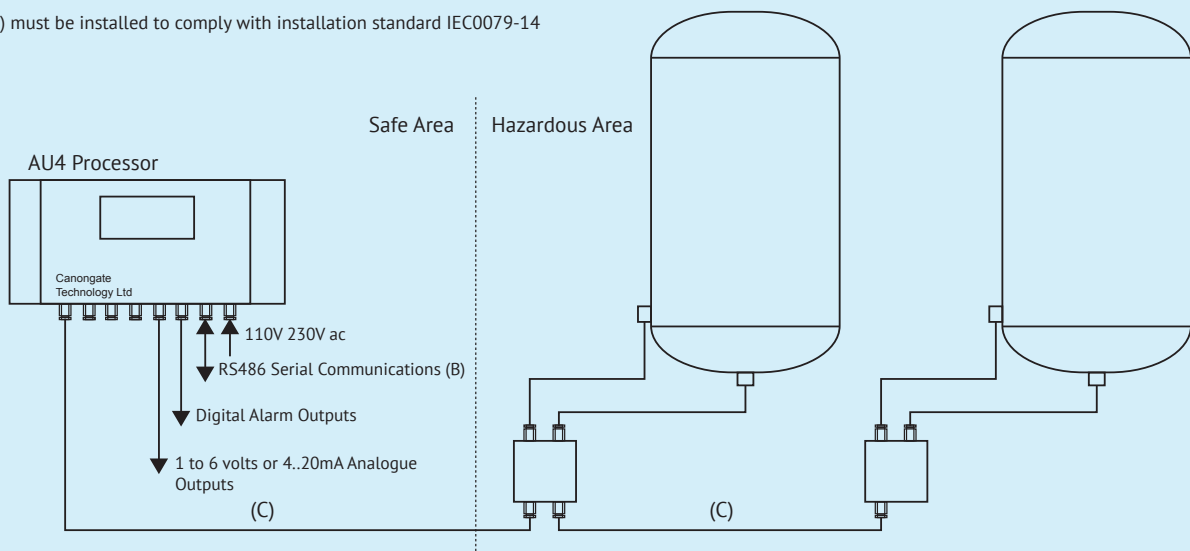 ) must be installed to comply with installation standard IEC0079-14
Safe Area
Hazardous Area
AU4 Processor
Canongate
Technology Ltd
110V 230V ac
RS486 Serial Communications (B)
Digital Alarm Outputs
1 to 6 volts or 4..20mA Analogue
Outputs
(C)
(C)